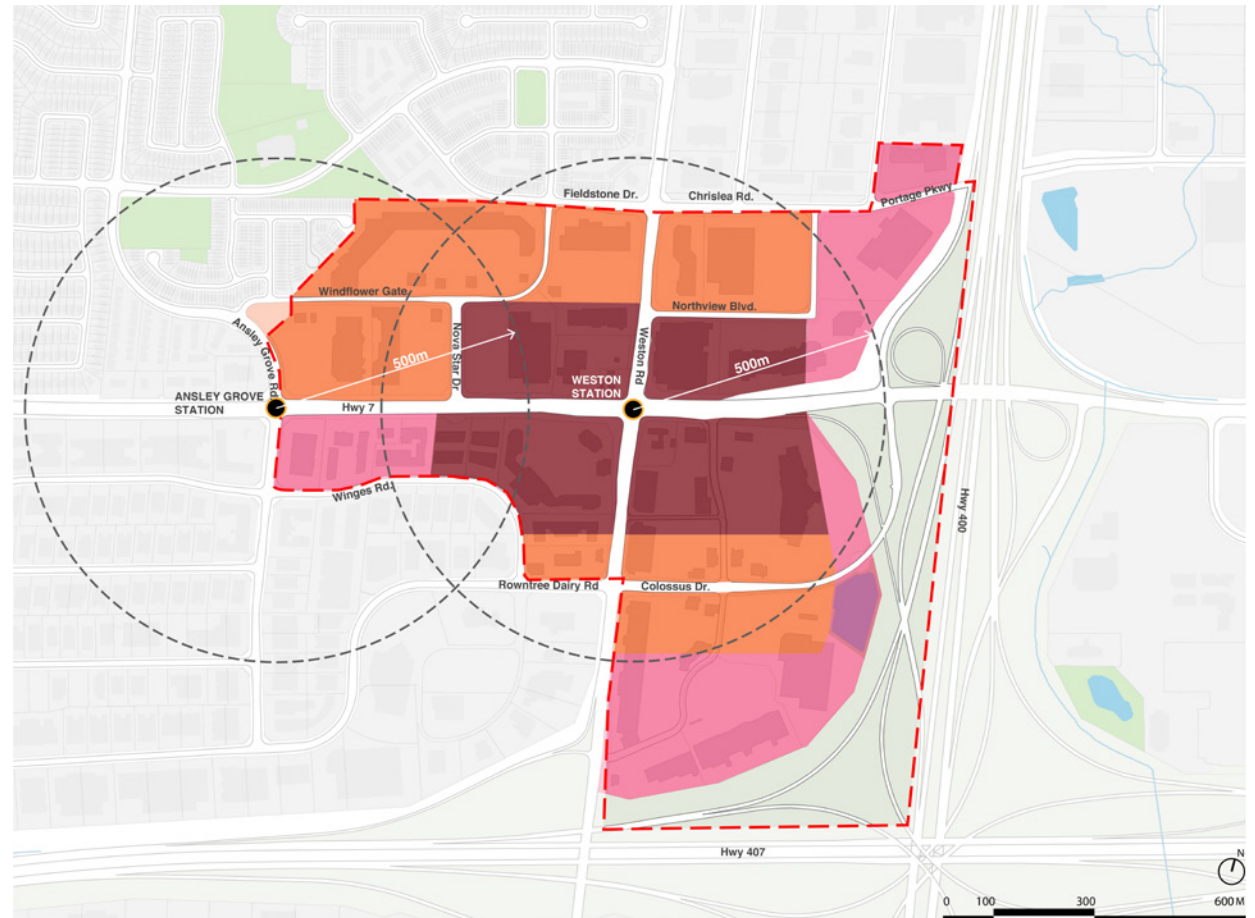 Fieldstone Dr.
Chrislea Rd.
Portage Pkwy
Windflower Gate
Northview Blvd.
Ansley Grove Rd
Nova Star Dr
Weston Rd
500m
500m
WESTON
STATION
ANSLEY GROVE
STATION
Hwy 7
Winges Rd.
Hwy 400
Rowntree Dairy Rd
Colossus Dr.
Hwy 407
N
0 100 300 600 M